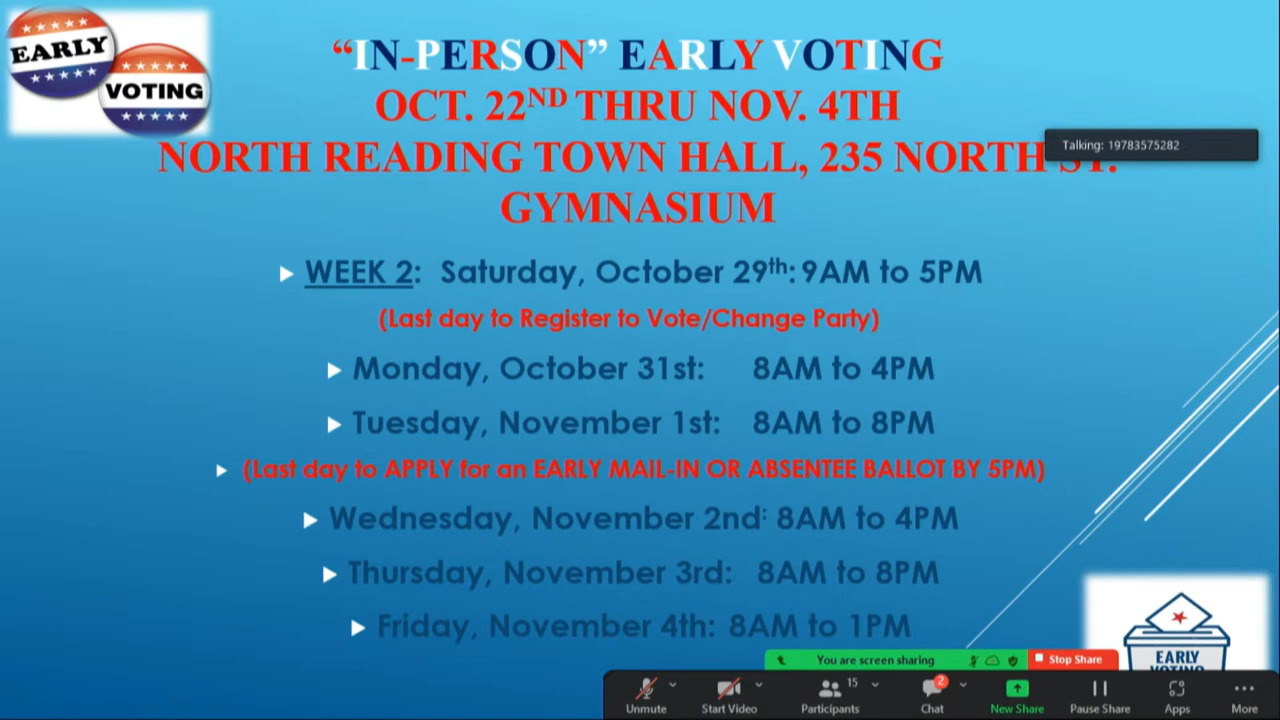 EARLY
VOTING
“IN-PERSON” EARLY VOTING
OCT. 22ND THRU NOV. 4TH
NORTH READING TOWN HALL, 235 NORTH ST.
GYMNASIUM
Talking: 19783575282
WEEK 2: Saturday, October 29th: 9AM to 5PM
(Last day to Register to Vote/Change Party)
Monday, October 31st: 8AM to 4PM
Tuesday, November 1st: 8AM to 8PM
(Last day to APPLY for an EARLY MAIL-IN OR ABSENTEE BALLOT BY 5PM)
Wednesday, November 2nd: 8AM to 4PM
Thursday, November 3rd: 8AM to 8PM
Friday, November 4th: 8AM to 1PM
EARLY
VOTING
You are screen sharing Stop Share
15 2
Unmute Start Video Participants Chat New Share Pause Share Apps More